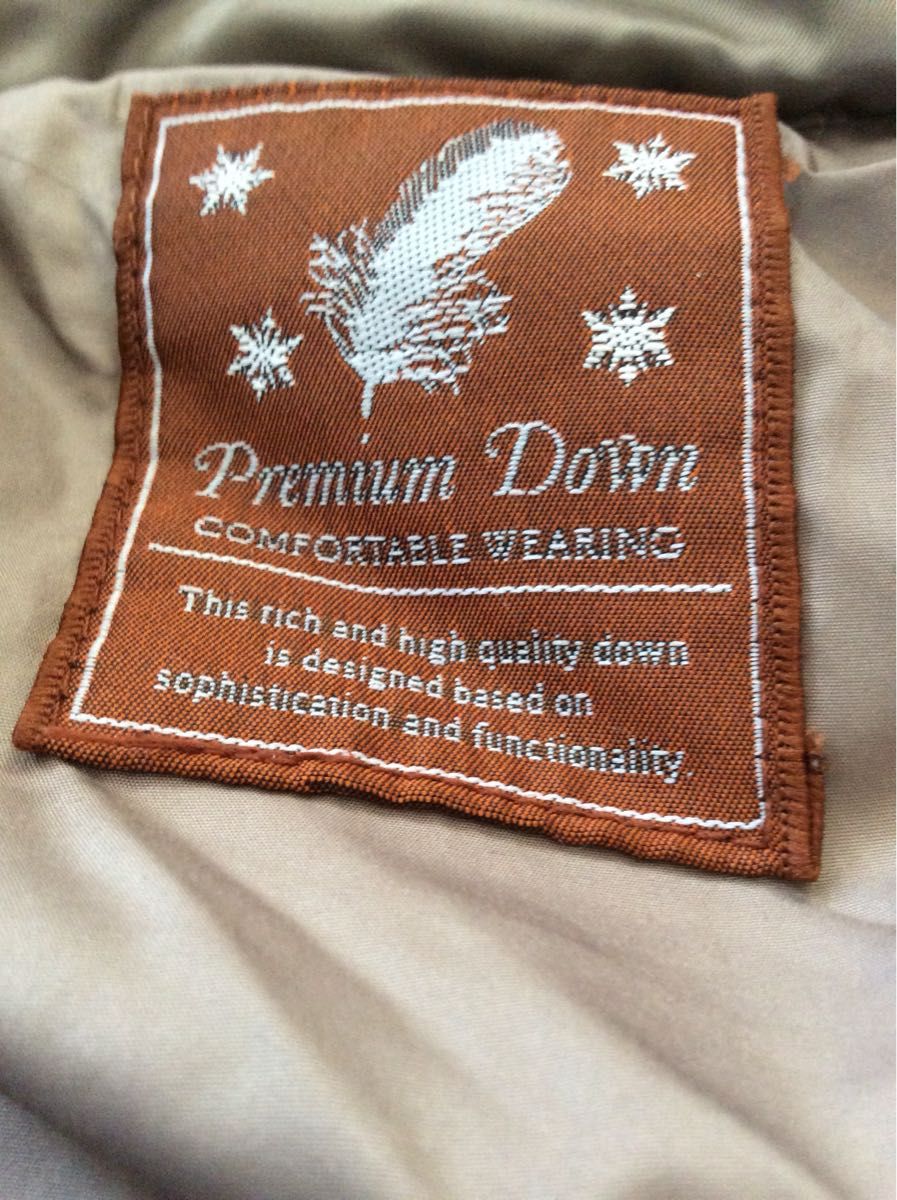 Premium Down
COMFORTABLE WEARING
This rich and high quality down
is designed based on
sophistication and functionality.